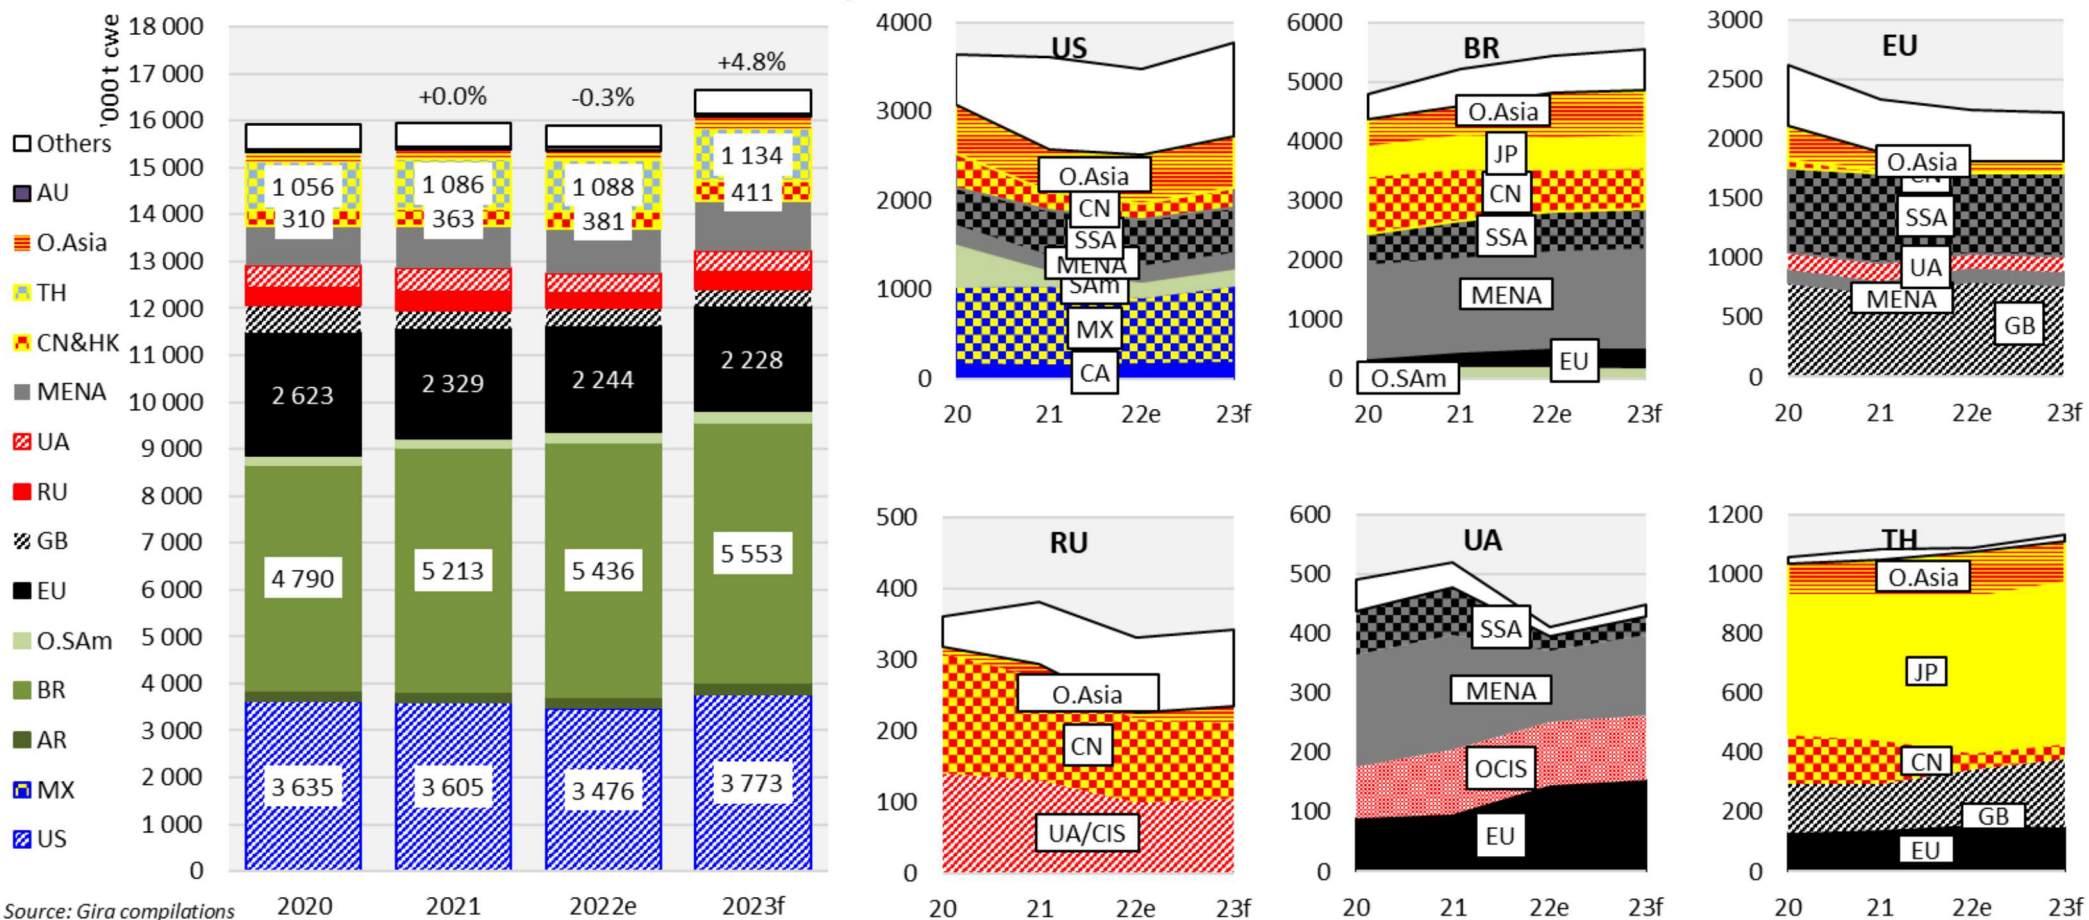 '000 t cwe
18 000
17 000
16 000
15 000
14 000
13 000
12 000
11 000
10 000
9 000
8 000
7 000
6 000
5 000
4 000
3 000
2 000
1 000
0
Others
AU
O.Asia
TH
CN&HK
MENA
UA
RU
GB
EU
O.SAm
BR
AR
MX
US
+0.0%
-0.3%
+4.8%
1 056
310
2 623
4 790
3 635
1 086
363
2 329
5 213
3 605
1 088
381
2 244
5 436
3 476
1 134
411
2 228
5 553
3 773
2020
2021
2022e
2023f
Source: Gira compilations
US
4000
3000
2000
1000
0
O.Asia
CN
SSA
MENA
SAm
MX
CA
20
21
22e
23f
BR
6000
5000
4000
3000
2000
1000
0
O.Asia
JP
CN
SSA
MENA
EU
O.SAm
20
21
22e
23f
EU
3000
2500
2000
1500
1000
500
0
O.Asia
CN
SSA
UA
MENA
GB
20
21
22e
23f
RU
500
400
300
200
100
0
O.Asia
CN
UA/CIS
20
21
22e
23f
UA
600
500
400
300
200
100
0
SSA
MENA
OCIS
EU
20
21
22e
23f
TH
1200
1000
800
600
400
200
0
O.Asia
JP
CN
GB
EU
20
21
22e
23f